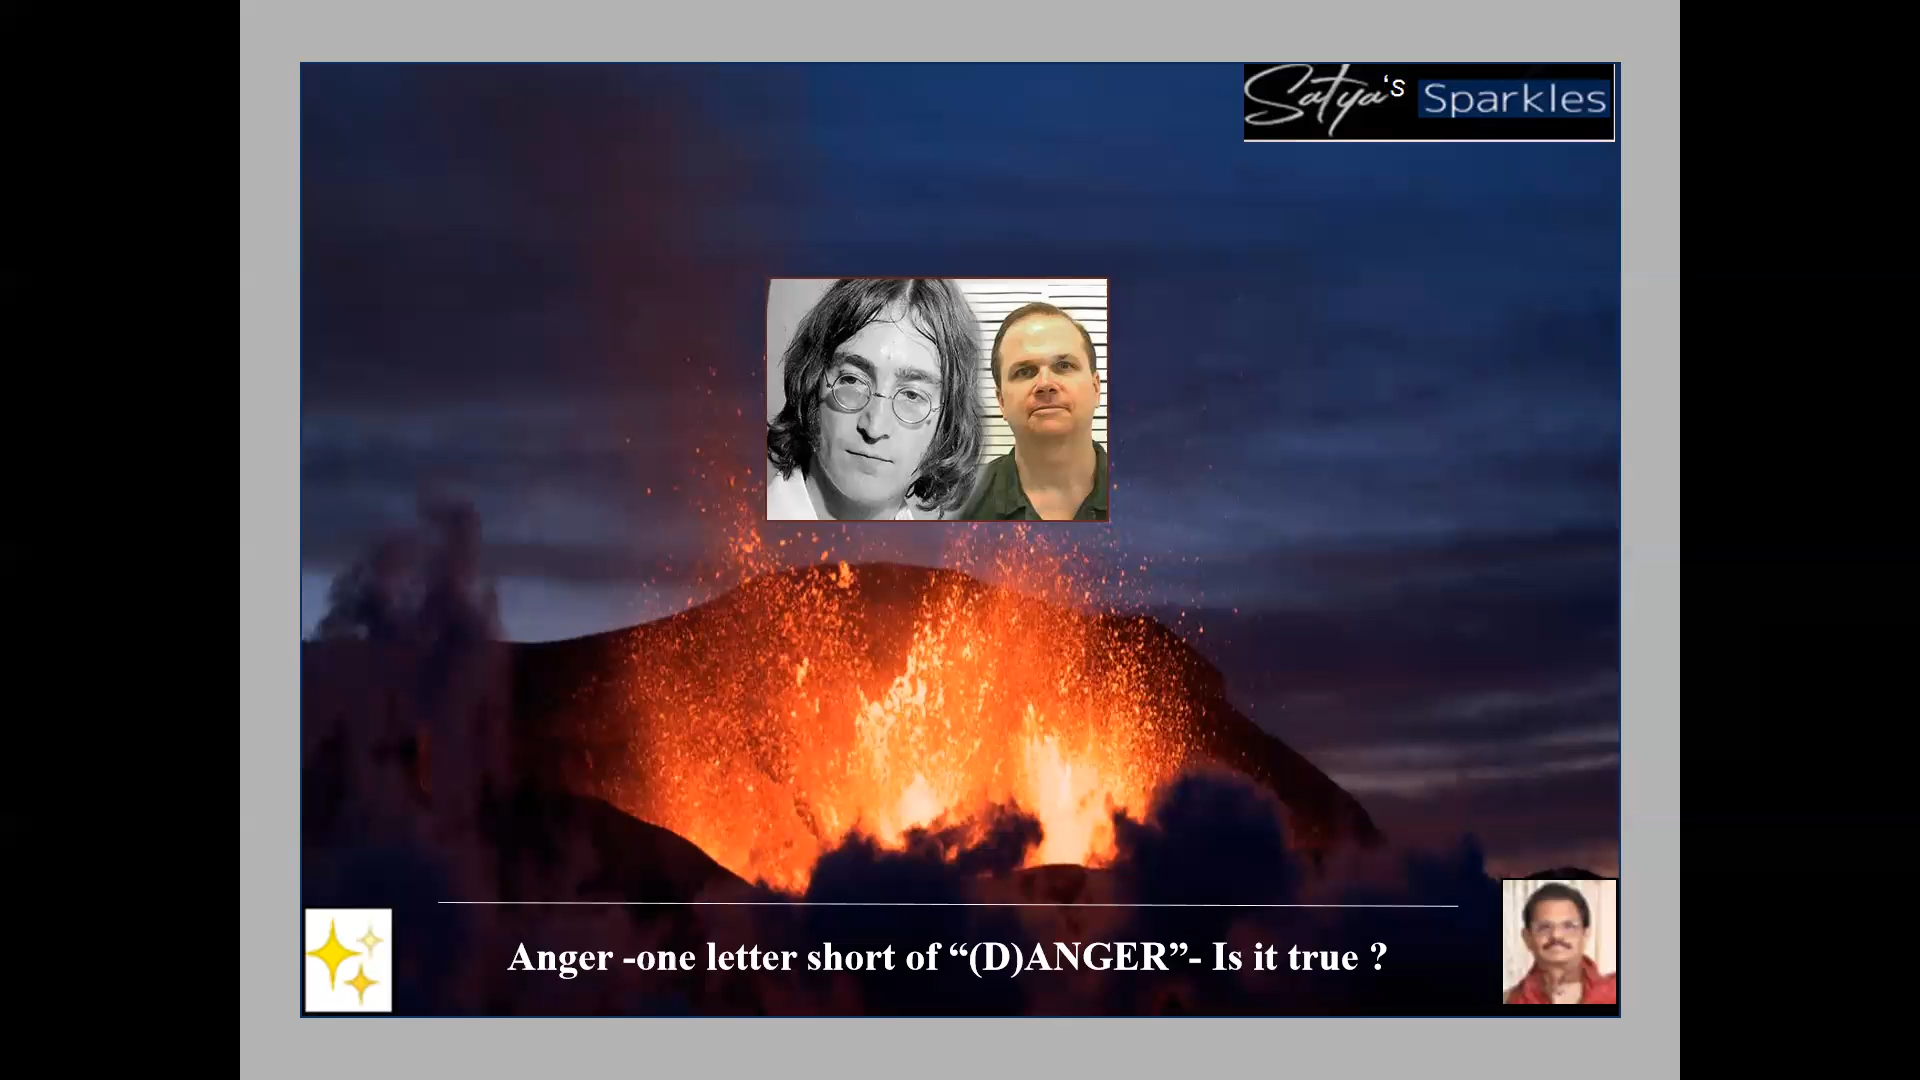 Satya's Sparkles
Anger -one letter short of “(D)ANGER”- Is it true ?